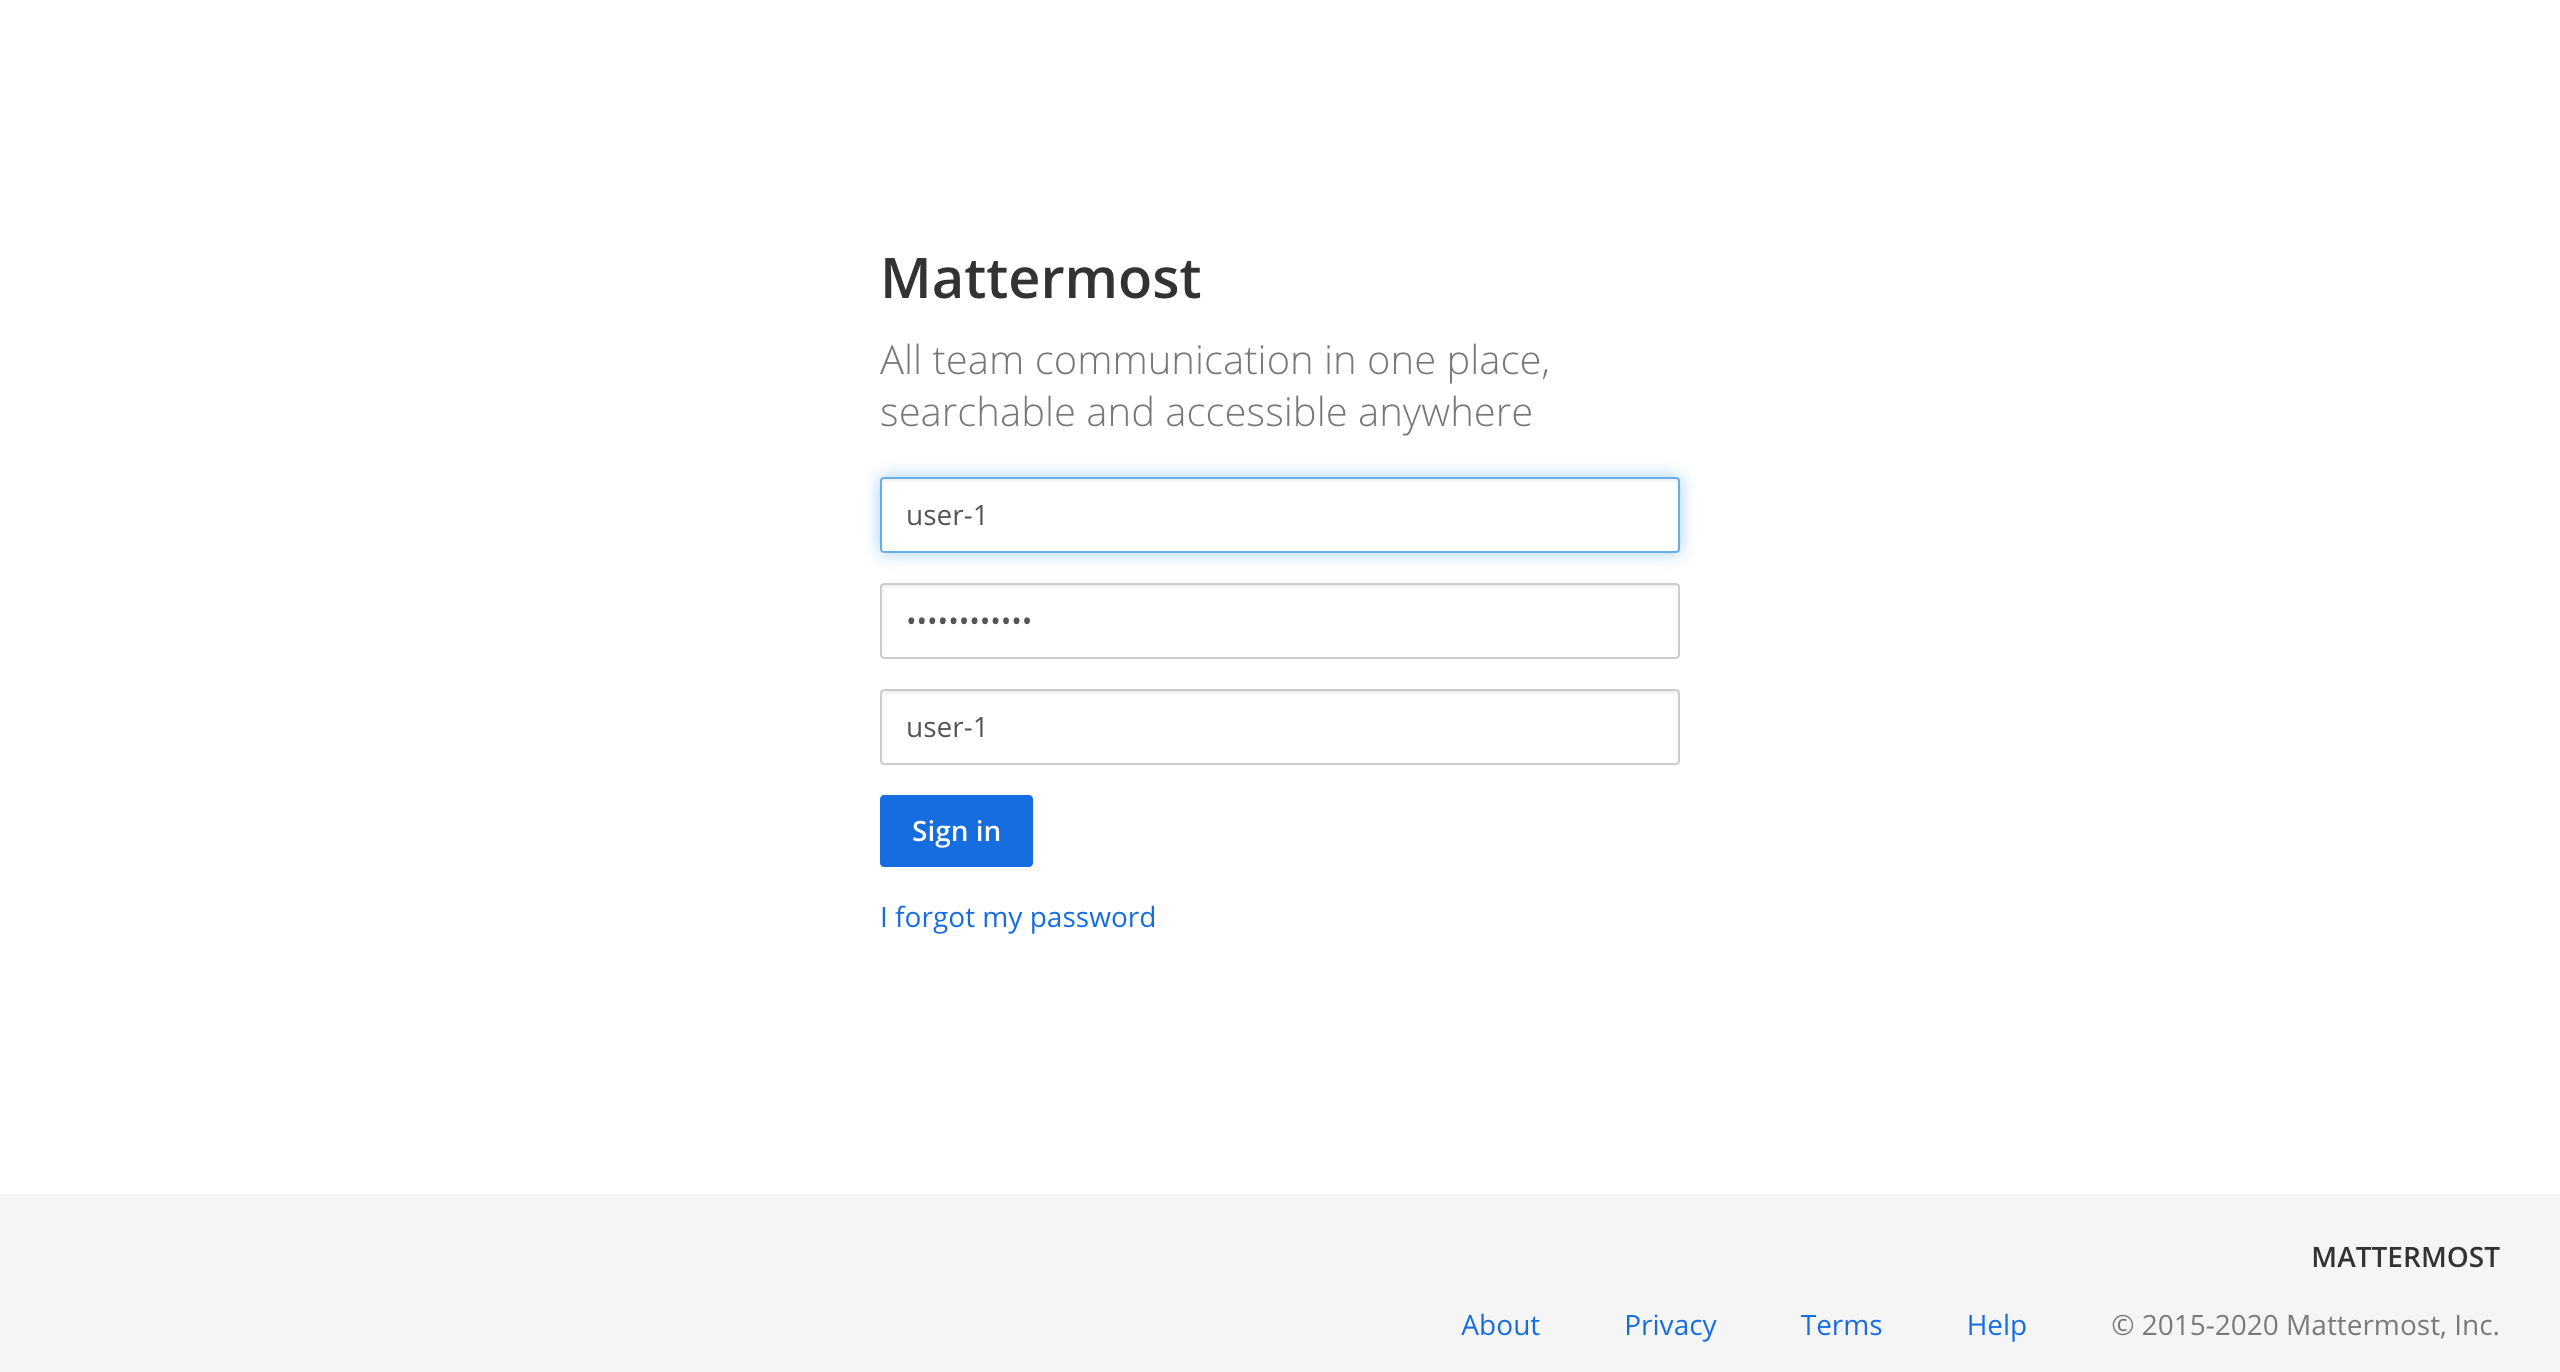 Mattermost
All team communication in one place,
searchable and accessible anywhere
user-1
••••••••••••
user-1
Sign in
I forgot my password
MATTERMOST
About Privacy Terms Help © 2015-2020 Mattermost, Inc.